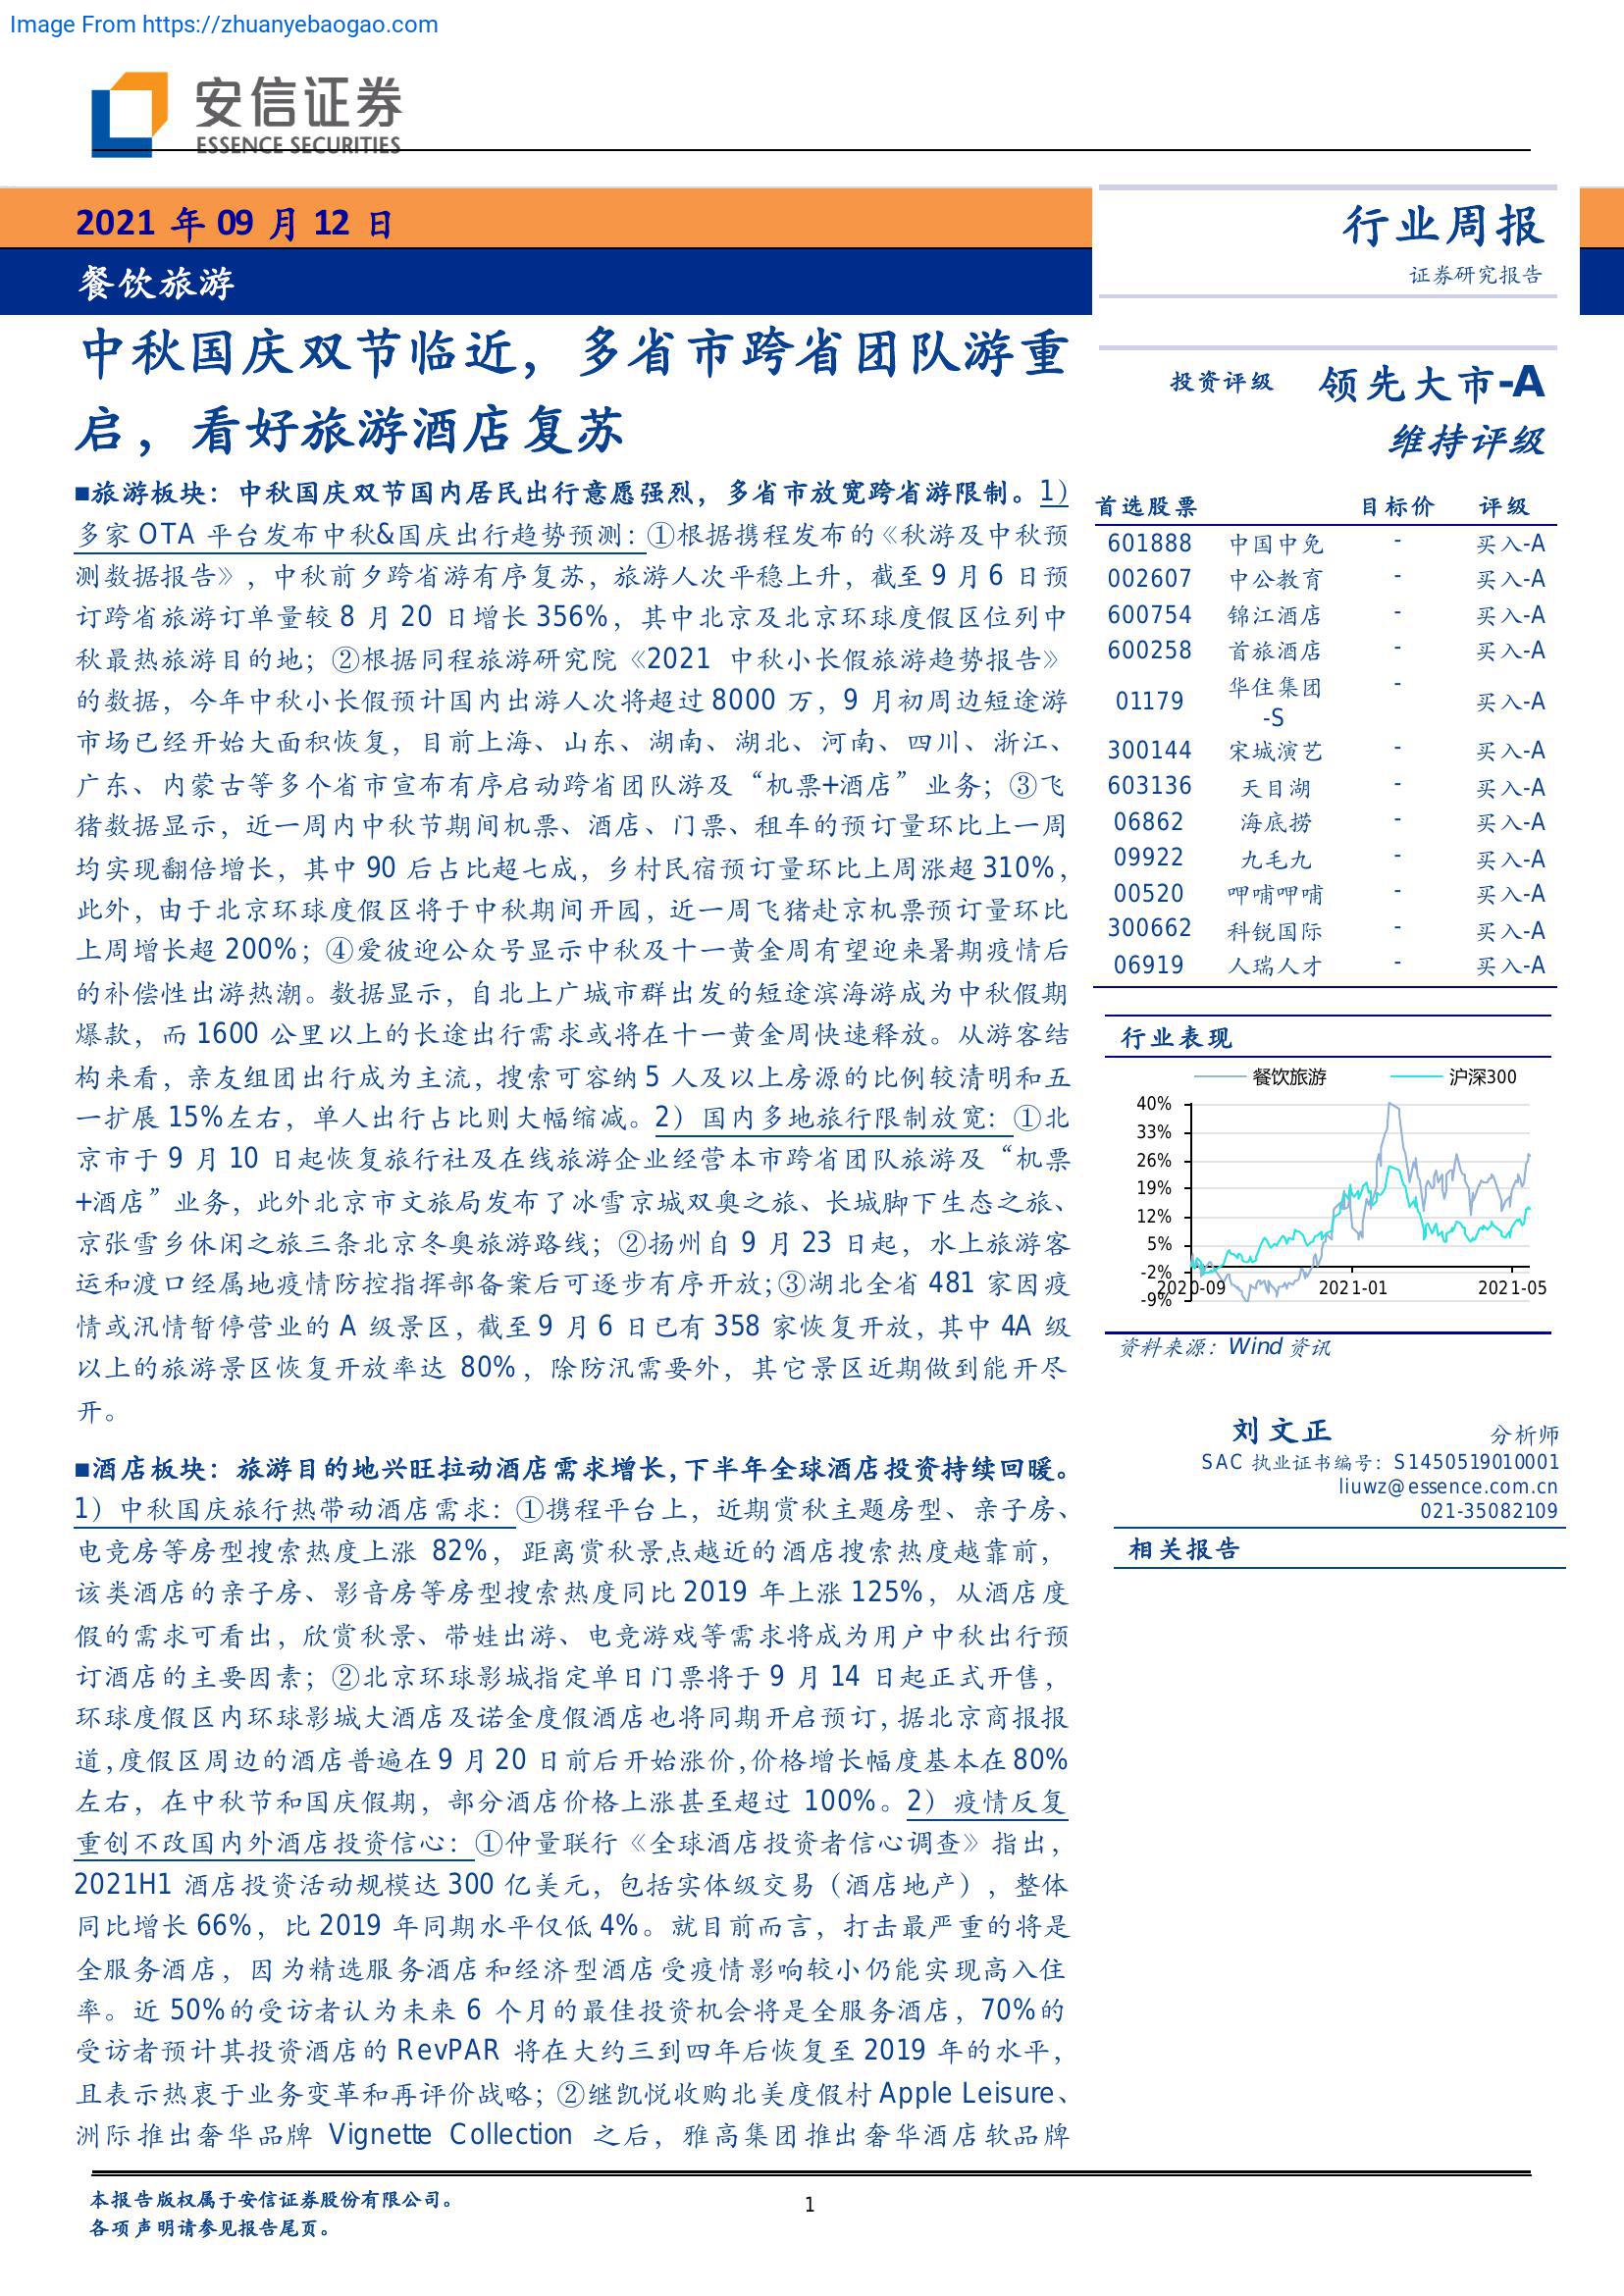 Image From https://zhuanyebaogao.com
安信证券
ESSENCE SECURITIES
2021 年 09 月 12 日
餐饮旅游
行业周报
证券研究报告
中秋国庆双节临近，多省市跨省团队游重
启，看好旅游酒店复苏
■旅游板块：中秋国庆双节国内居民出行意愿强烈，多省市放宽跨省游限制。1）
多家 OTA 平台发布中秋&国庆出行趋势预测：①根据携程发布的《秋游及中秋预
测数据报告》，中秋前夕跨省游有序复苏，旅游人次平稳上升，截至 9 月 6 日预
订跨省旅游订单量较 8 月 20 日增长 356%，其中北京及北京环球度假区位列中
秋最热旅游目的地；②根据同程旅游研究院《2021 中秋小长假旅游趋势报告》
的数据，今年中秋小长假预计国内出游人次将超过 8000 万，9 月初周边短途游
市场已经开始大面积恢复，目前上海、山东、湖南、湖北、河南、四川、浙江、
广东、内蒙古等多个省市宣布有序启动跨省团队游及“机票+酒店”业务；③飞
猪数据显示，近一周内中秋节期间机票、酒店、门票、租车的预订量环比上一周
均实现翻倍增长，其中 90 后占比超七成，乡村民宿预订量环比上周涨超 310%，
此外，由于北京环球度假区将于中秋期间开园，近一周飞猪赴京机票预订量环比
上周增长超 200%；④爱彼迎公众号显示中秋及十一黄金周有望迎来暑期疫情后
的补偿性出游热潮。数据显示，自北上广城市群出发的短途滨海游成为中秋假期
爆款，而 1600 公里以上的长途出行需求或将在十一黄金周快速释放。从游客结
构来看，亲友组团出行成为主流，搜索可容纳 5 人及以上房源的比例较清明和五
一扩展 15%左右，单人出行占比则大幅缩减。2）国内多地旅行限制放宽：①北
京市于 9 月 10 日起恢复旅行社及在线旅游企业经营本市跨省团队旅游及“机票
+酒店”业务，此外北京市文旅局发布了冰雪京城双奥之旅、长城脚下生态之旅、
京张雪乡休闲之旅三条北京冬奥旅游路线；②扬州自 9 月 23 日起，水上旅游客
运和渡口经属地疫情防控指挥部备案后可逐步有序开放；③湖北全省 481 家因疫
情或汛情暂停营业的 A 级景区，截至 9 月 6 日已有 358 家恢复开放，其中 4A 级
以上的旅游景区恢复开放率达 80%，除防汛需要外，其它景区近期做到能开尽
开。
■酒店板块：旅游目的地兴旺拉动酒店需求增长，下半年全球酒店投资持续回暖。
1）中秋国庆旅行热带动酒店需求：①携程平台上，近期赏秋主题房型、亲子房、
电竞房等房型搜索热度上涨 82%，距离赏秋景点越近的酒店搜索热度越靠前，
该类酒店的亲子房、影音房等房型搜索热度同比 2019 年上涨 125%，从酒店度
假的需求可看出，欣赏秋景、带娃出游、电竞游戏等需求将成为用户中秋出行预
订酒店的主要因素；②北京环球影城指定单日门票将于 9 月 14 日起正式开售，
环球度假区内环球影城大酒店及诺金度假酒店也将同期开启预订，据北京商报报
道，度假区周边的酒店普遍在 9 月 20 日前后开始涨价，价格增长幅度基本在 80%
左右，在中秋节和国庆假期，部分酒店价格上涨甚至超过 100%。2）疫情反复
重创不改国内外酒店投资信心：①仲量联行《全球酒店投资者信心调查》指出，
2021H1 酒店投资活动规模达 300 亿美元，包括实体级交易（酒店地产），整体
同比增长 66%，比 2019 年同期水平仅低 4%。就目前而言，打击最严重的将是
全服务酒店，因为精选服务酒店和经济型酒店受疫情影响较小仍能实现高入住
率。近 50%的受访者认为未来 6 个月的最佳投资机会将是全服务酒店，70%的
受访者预计其投资酒店的 RevPAR 将在大约三到四年后恢复至 2019 年的水平，
且表示热衷于业务变革和再评价战略；②继凯悦收购北美度假村 Apple Leisure、
洲际推出奢华品牌 Vignette Collection 之后，雅高集团推出奢华酒店软品牌
投资评级 领先大市-A
维持评级
首选股票 目标价 评级
601888 中国中免 - 买入-A
002607 中公教育 - 买入-A
600754 锦江酒店 - 买入-A
600258 首旅酒店 - 买入-A
01179 华住集团-S - 买入-A
300144 宋城演艺 - 买入-A
603136 天目湖 - 买入-A
06862 海底捞 - 买入-A
09922 九毛九 - 买入-A
00520 呷哺呷哺 - 买入-A
300662 科锐国际 - 买入-A
06919 人瑞人才 - 买入-A
行业表现
餐饮旅游 沪深300
40%
33%
26%
19%
12%
5%
-2%
-9%
2020-09 2021-01 2021-05
资料来源：Wind 资讯
刘文正 分析师
SAC 执业证书编号：S1450519010001
liuwz@essence.com.cn
021-35082109
相关报告
本报告版权属于安信证券股份有限公司。
各项声明请参见报告尾页。
1